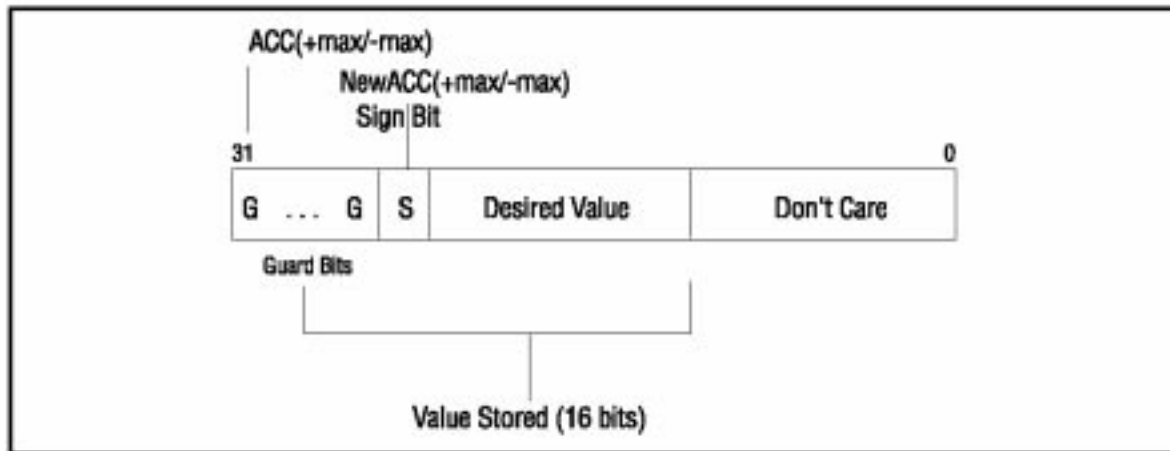 ACC(+max/-max)
NewACC(+max/-max)
Sign Bit
31 0
G ... G S Desired Value Don't Care
Guard Bits
Value Stored (16 bits)